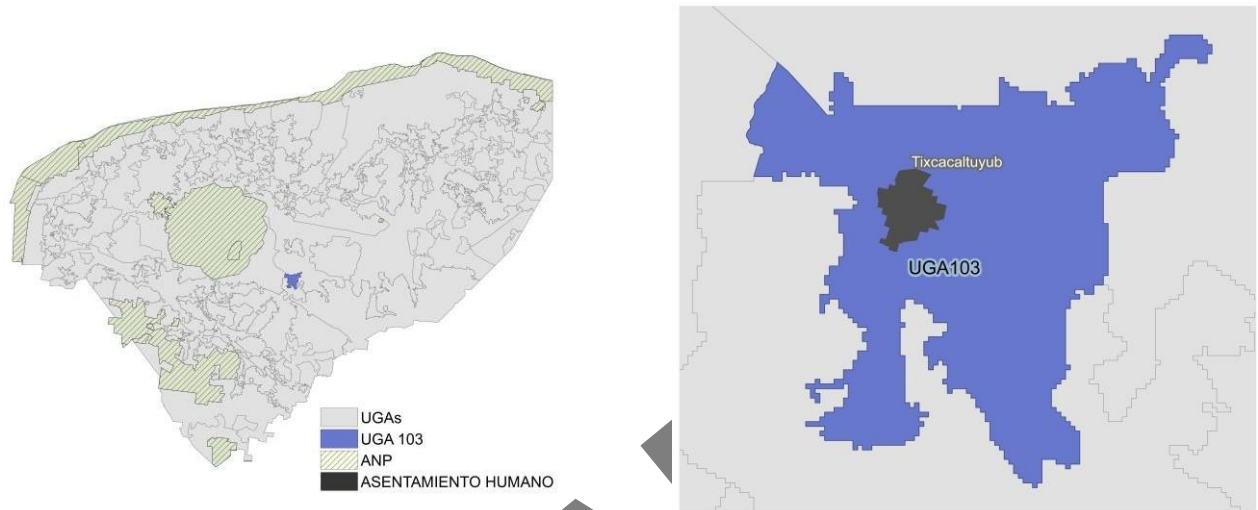 UGAs
UGA 103
ANP
ASENTAMIENTO HUMANO
Tixcacaltuyub
UGA103